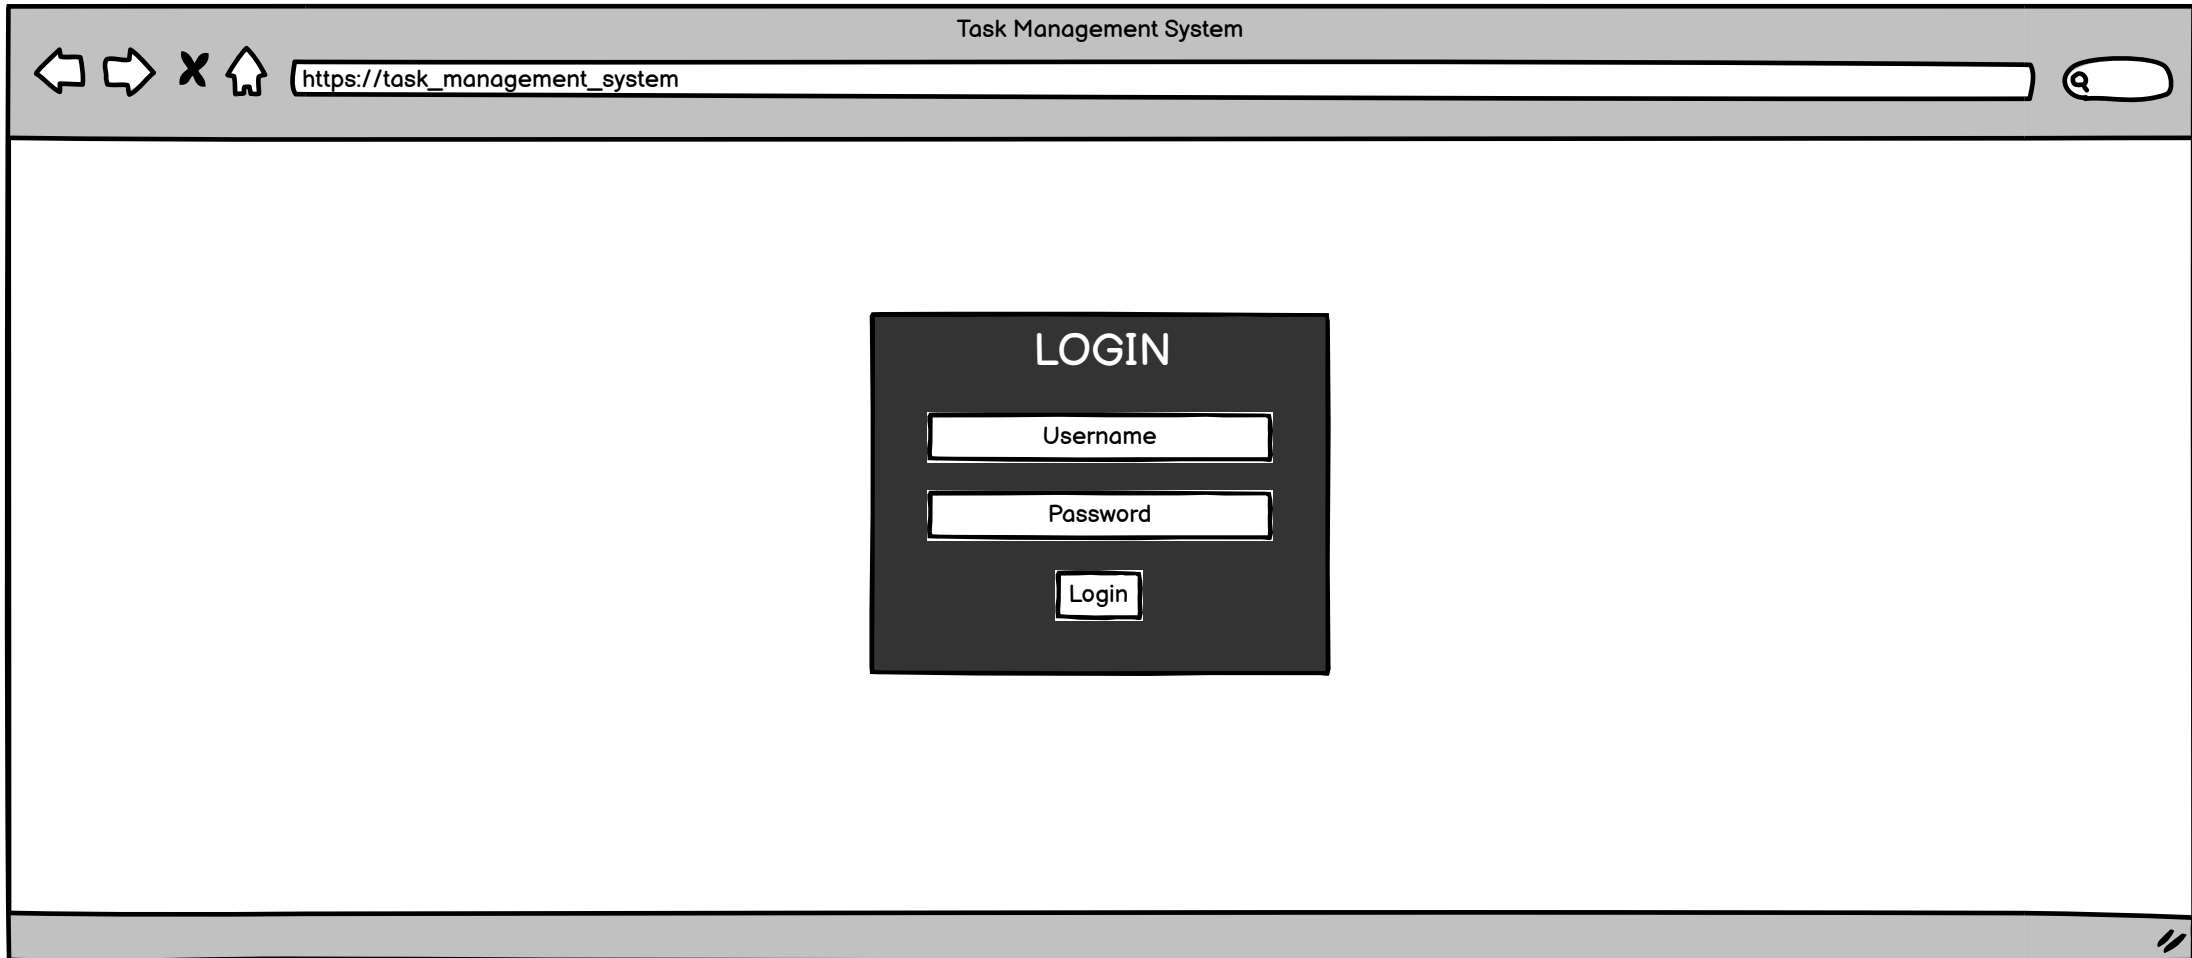 Task Management System
https://task_management_system
LOGIN
Username
Password
Login